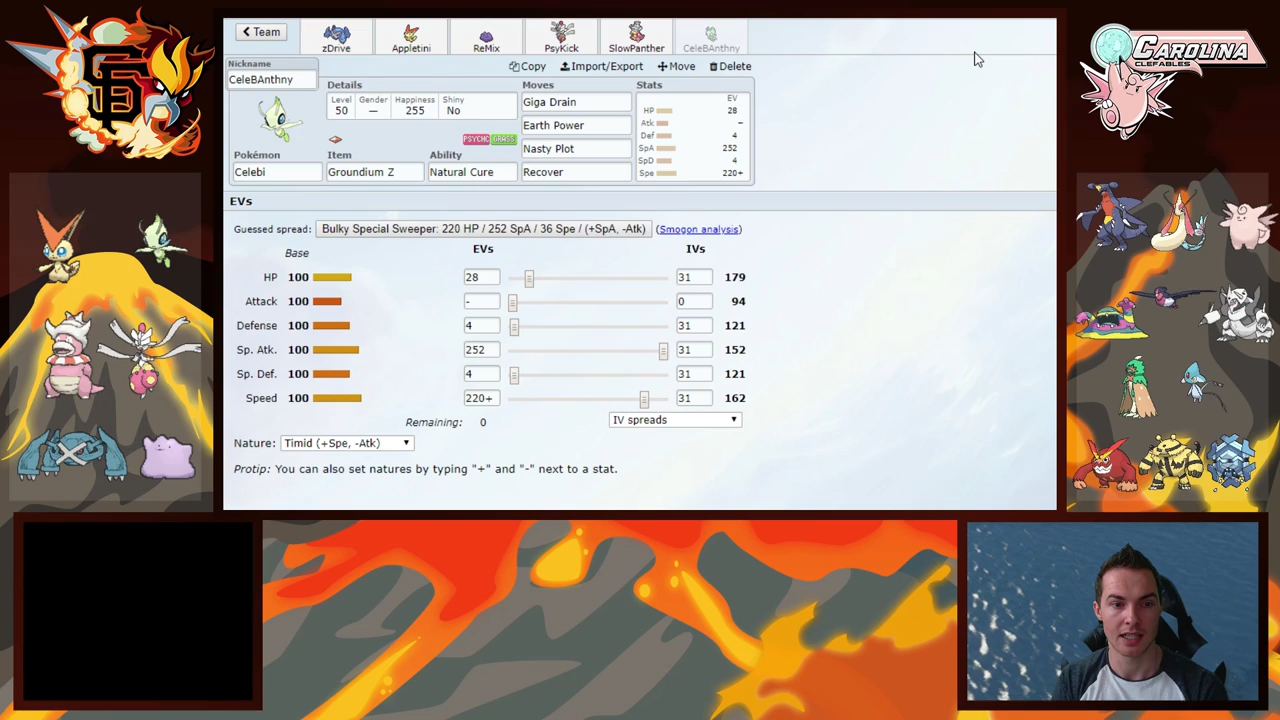 Team
zDrive
Appletini
ReMix
PsyKick
SlowPanther
CeleBAnthny
Copy
Import/Export
Move
Delete
Nickname
CeleBAnthny
Details
Level Gender Happiness Shiny
50 — 255 No
PSYCHC GRASS
Pokémon Item Ability
Celebi Groundium Z Natural Cure
Moves
Giga Drain
Earth Power
Nasty Plot
Recover
Stats
EV
HP 28
Atk –
Def 4
SpA 252
SpD 4
Spe 220+
EVs
Guessed spread: Bulky Special Sweeper: 220 HP / 252 SpA / 36 Spe / (+SpA, -Atk) (Smogon analysis)
Base EVs IVs
HP 100 28 31 179
Attack 100 - 0 94
Defense 100 4 31 121
Sp. Atk. 100 252 31 152
Sp. Def. 100 4 31 121
Speed 100 220+ 31 162
Remaining: 0 IV spreads
Nature: Timid (+Spe, -Atk)
Protip: You can also set natures by typing "+" and "-" next to a stat.
SF
CAROLINA
CLEFABLES